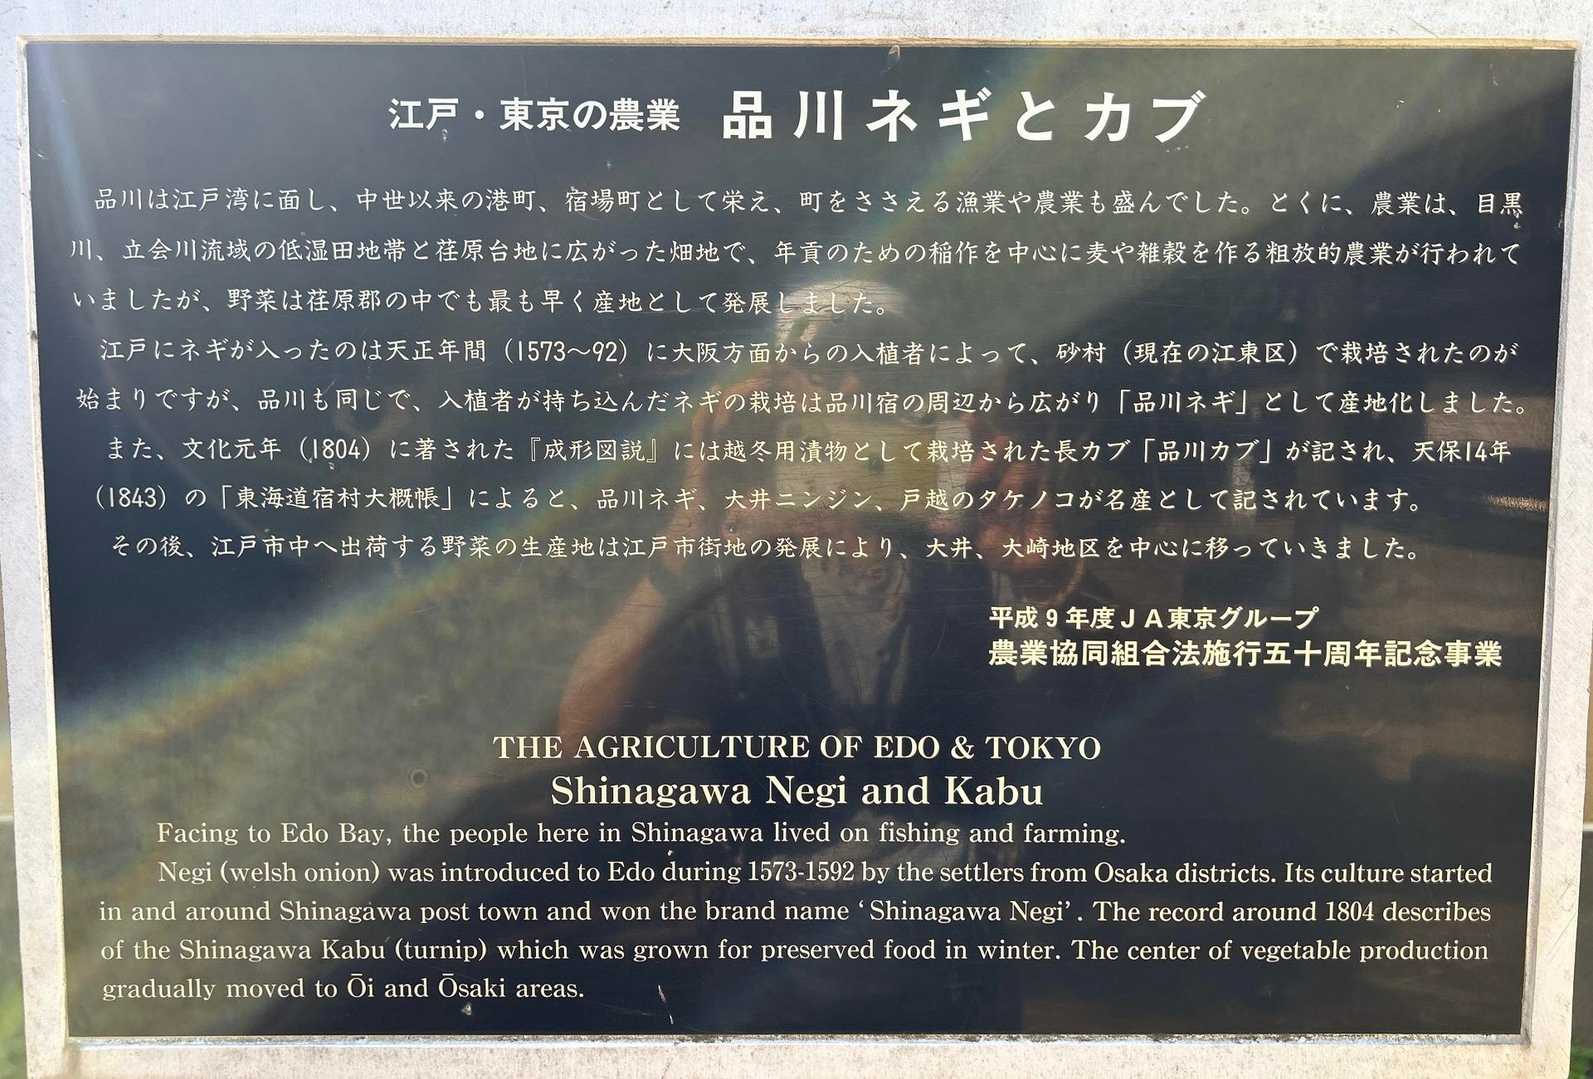 江戸・東京の農業 品川ネギとカブ
品川は江戸湾に面し、中世以来の港町、宿場町として栄え、町をささえる漁業や農業も盛んでした。とくに、農業は、目黒
川、立会川流域の低湿田地帯と荏原台地に広がった畑地で、年貢のための稲作を中心に麦や雑穀を作る粗放的農業が行われて
いましたが、野菜は荏原郡の中でも最も早く産地として発展しました。
江戸にネギが入ったのは天正年間（1573〜92）に大阪方面からの入植者によって、砂村（現在の江東区）で栽培されたのが
始まりですが、品川も同じで、入植者が持ち込んだネギの栽培は品川宿の周辺から広がり「品川ネギ」として産地化しました。
また、文化元年（1804）に著された『成形図説』には越冬用漬物として栽培された長カブ「品川カブ」が記され、天保14年
（1843）の「東海道宿村大概帳」によると、品川ネギ、大井ニンジン、戸越のタケノコが名産として記されています。
その後、江戸市中へ出荷する野菜の生産地は江戸市街地の発展により、大井、大崎地区を中心に移っていきました。
平成9年度JA東京グループ
農業協同組合法施行五十周年記念事業
THE AGRICULTURE OF EDO & TOKYO
Shinagawa Negi and Kabu
Facing to Edo Bay, the people here in Shinagawa lived on fishing and farming.
Negi (welsh onion) was introduced to Edo during 1573-1592 by the settlers from Osaka districts. Its culture started
in and around Shinagawa post town and won the brand name ‘Shinagawa Negi’. The record around 1804 describes
of the Shinagawa Kabu (turnip) which was grown for preserved food in winter. The center of vegetable production
gradually moved to Ōi and Ōsaki areas.